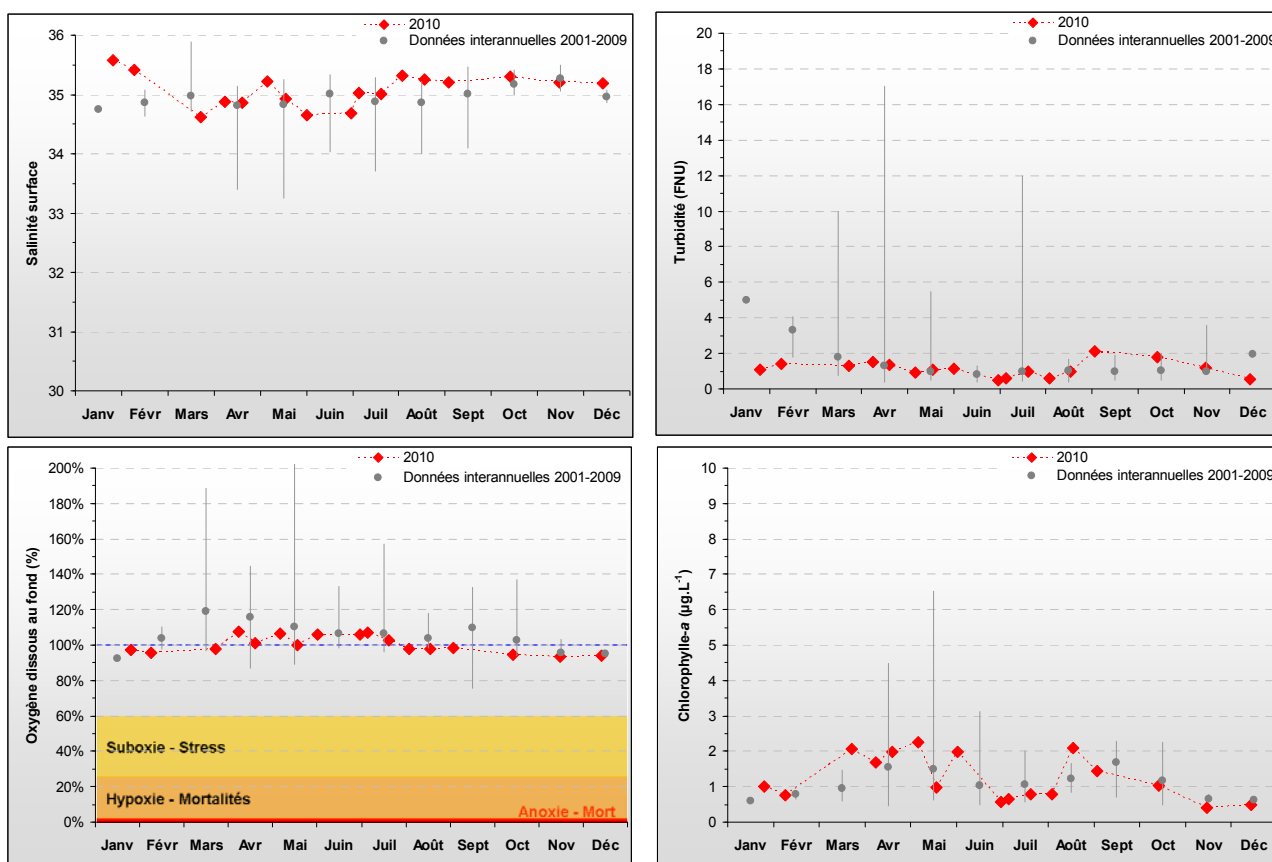 2010
Données interannuelles 2001-2009
Salinité surface
36
35
34
33
32
31
30
Janv Févr Mars Avr Mai Juin Juil Août Sept Oct Nov Déc
2010
Données interannuelles 2001-2009
Turbidité (FNU)
20
18
16
14
12
10
8
6
4
2
0
Janv Févr Mars Avr Mai Juin Juil Août Sept Oct Nov Déc
2010
Données interannuelles 2001-2009
Oxygène dissous au fond (%)
200%
180%
160%
140%
120%
100%
80%
60%
40%
20%
0%
Suboxie - Stress
Hypoxie - Mortalités
Anoxie - Mort
Janv Févr Mars Avr Mai Juin Juil Août Sept Oct Nov Déc
2010
Données interannuelles 2001-2009
Chlorophylle-a (µg.L⁻¹)
10
9
8
7
6
5
4
3
2
1
0
Janv Févr Mars Avr Mai Juin Juil Août Sept Oct Nov Déc